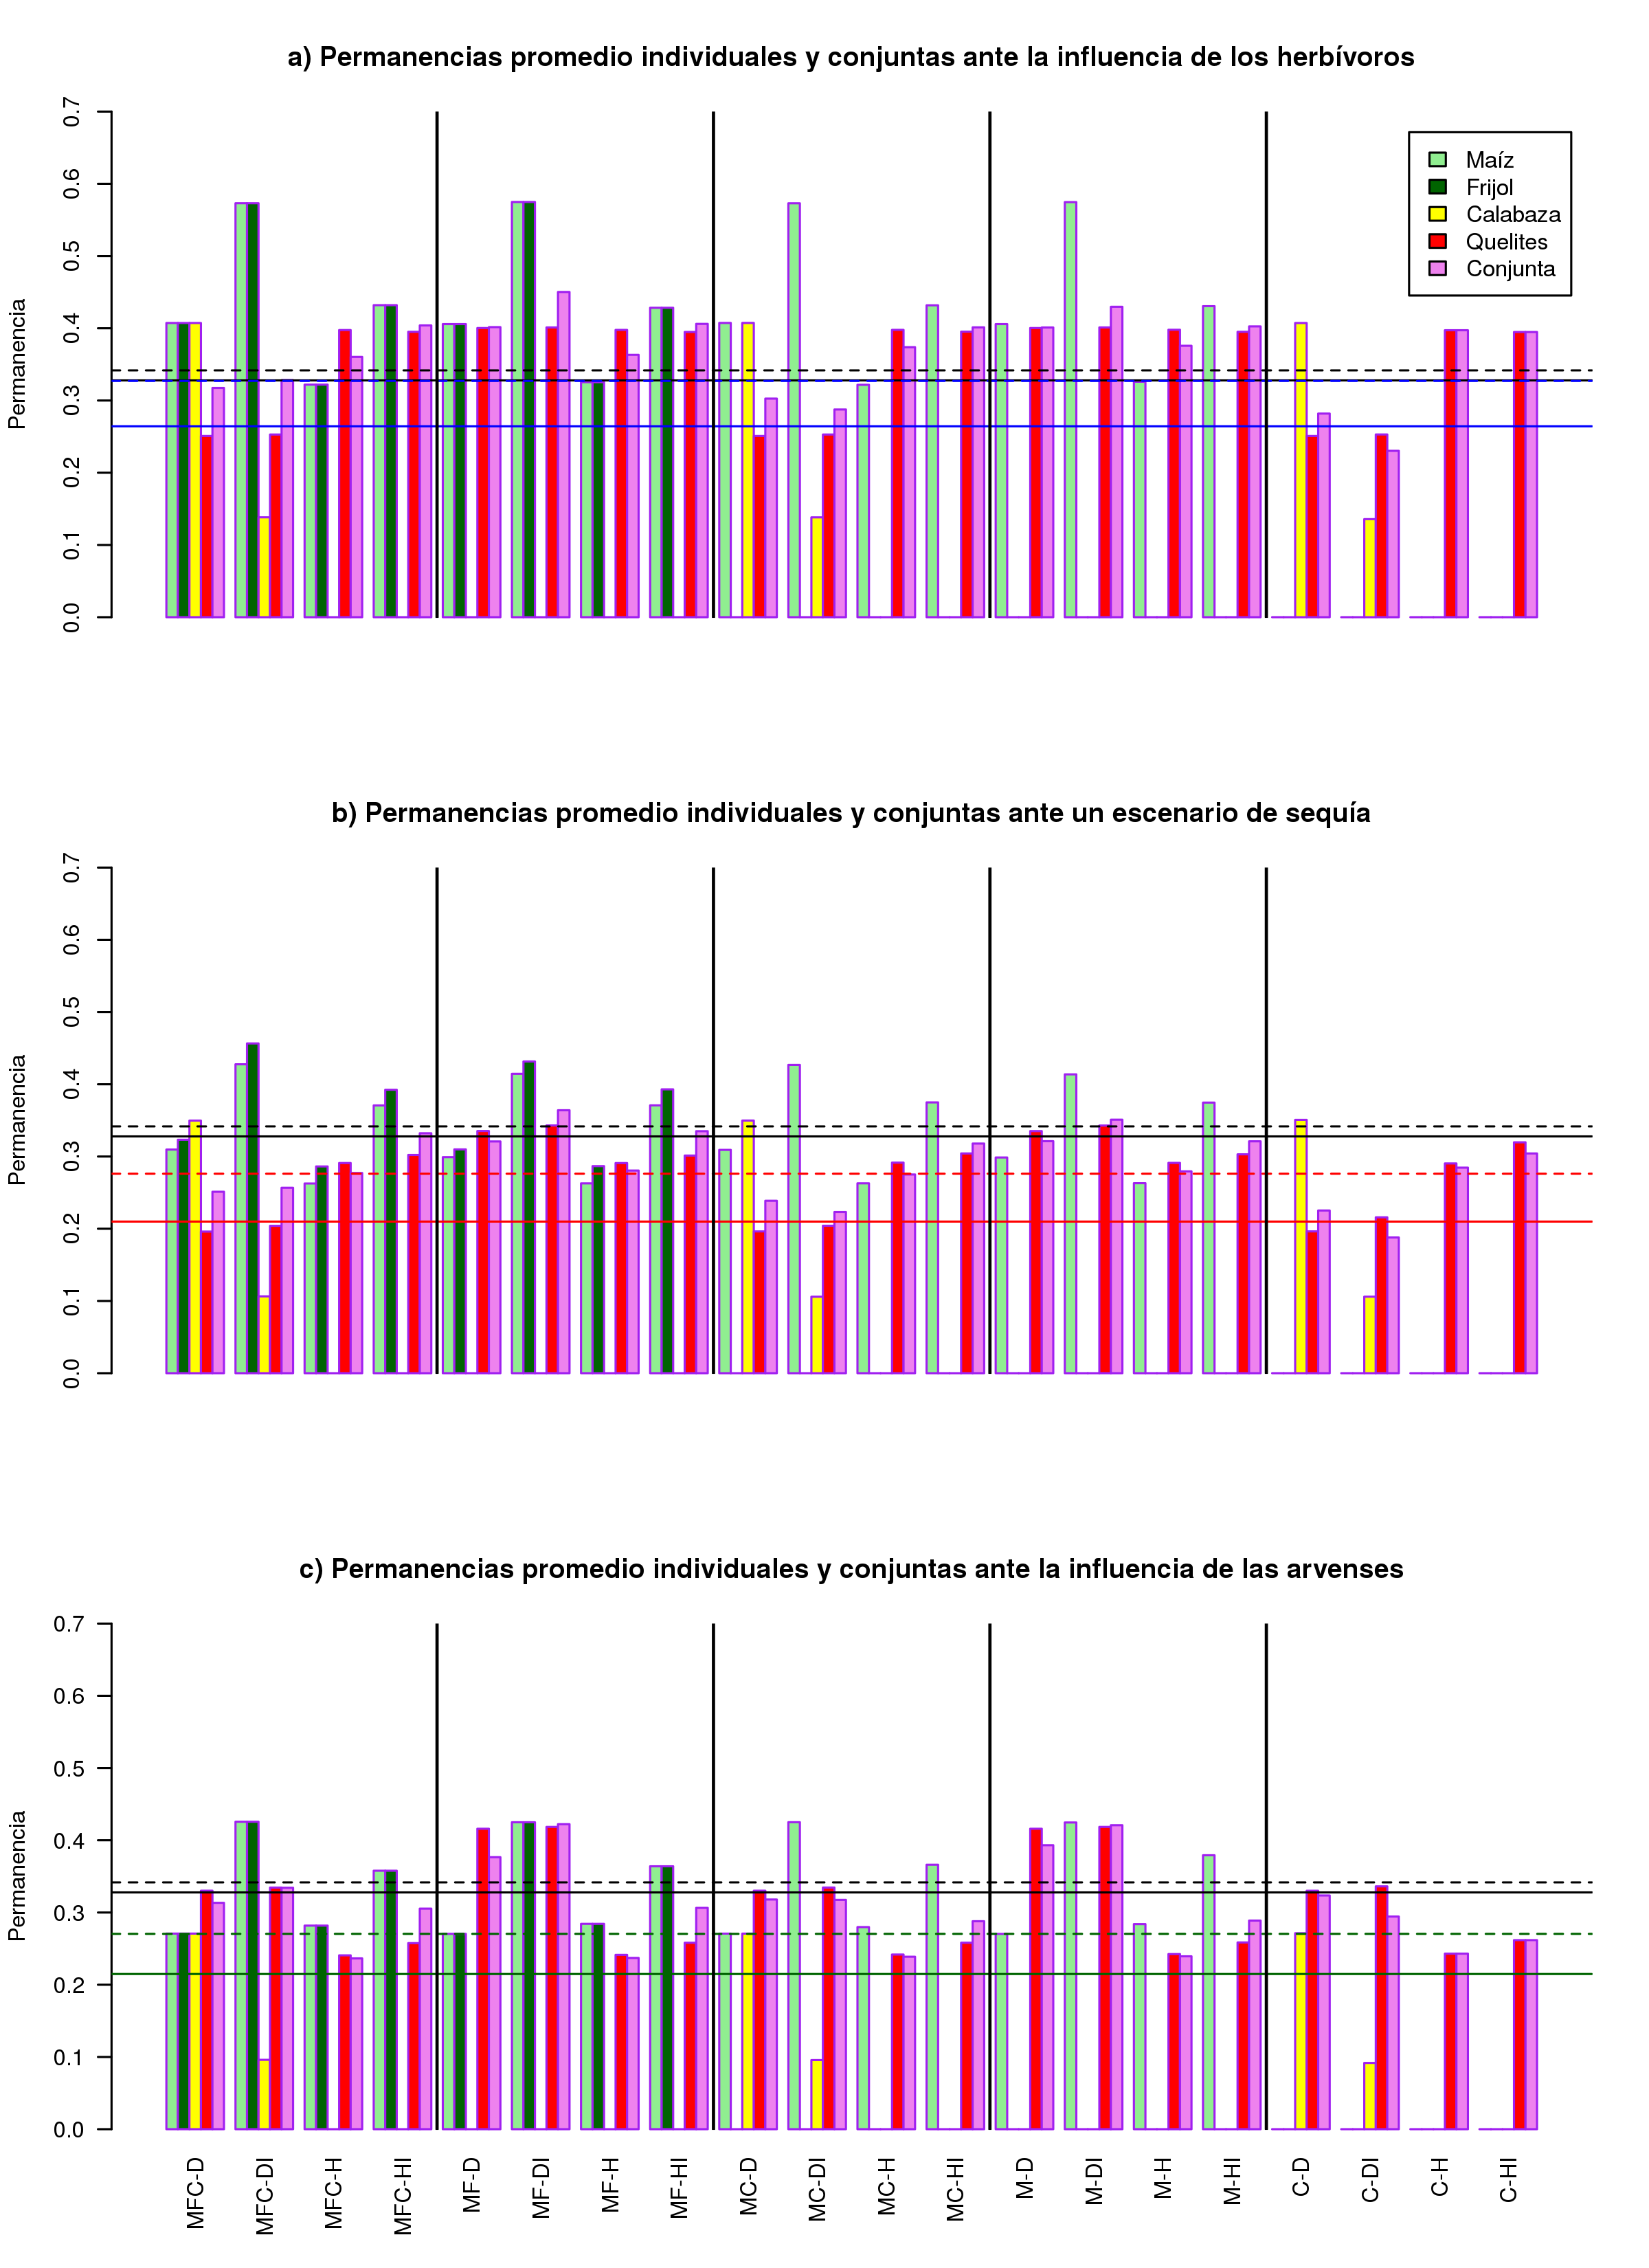 a) Permanencias promedio individuales y conjuntas ante la influencia de los herbívoros
Permanencia
0.7
0.6
0.5
0.4
0.3
0.2
0.1
0.0
Maíz
Frijol
Calabaza
Quelites
Conjunta
b) Permanencias promedio individuales y conjuntas ante un escenario de sequía
Permanencia
0.7
0.6
0.5
0.4
0.3
0.2
0.1
0.0
c) Permanencias promedio individuales y conjuntas ante la influencia de las arvenses
Permanencia
0.7
0.6
0.5
0.4
0.3
0.2
0.1
0.0
MFC-D
MFC-DI
MFC-H
MFC-HI
MF-D
MF-DI
MF-H
MF-HI
MC-D
MC-DI
MC-H
MC-HI
M-D
M-DI
M-H
M-HI
C-D
C-DI
C-H
C-HI